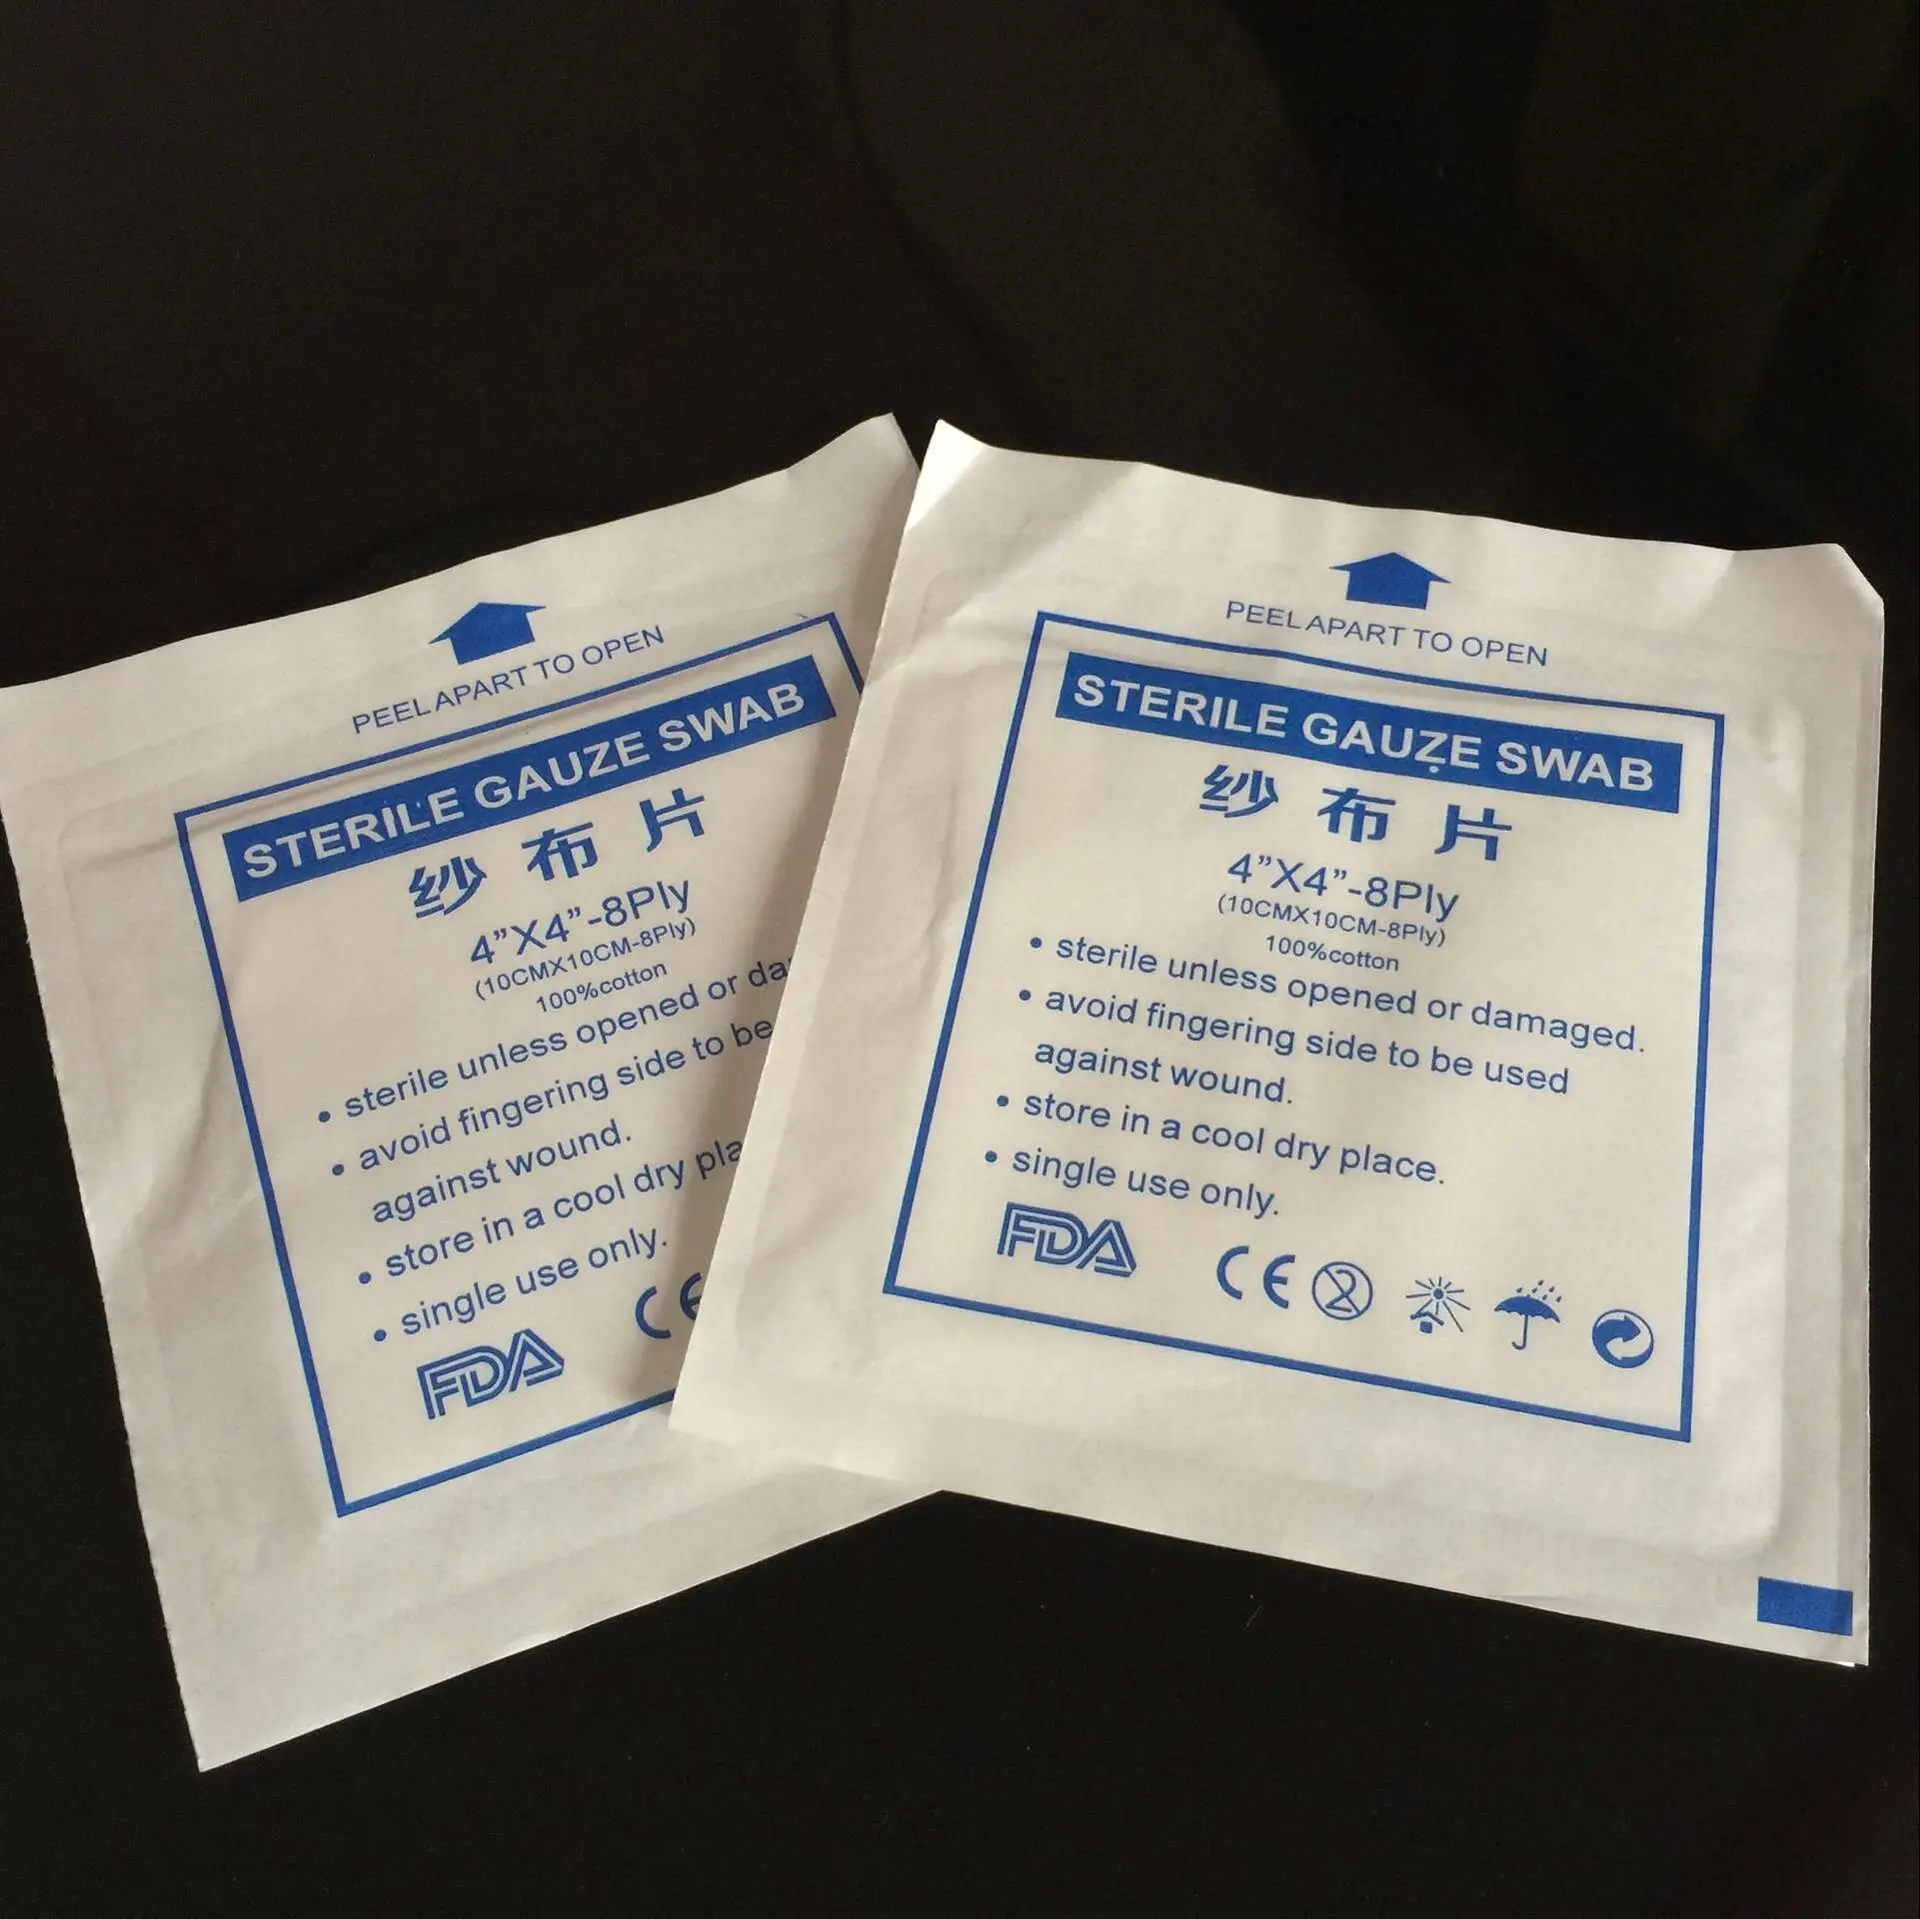 PEEL APART TO OPEN
STERILE GAUZE SWAB
纱布片
4”X4”-8Ply
(10CMX10CM-8Ply)
100%cotton
• sterile unless opened or
• avoid fingering side to be
against wound.
• store in a cool dry
• single use only.
FDA
CE
PEEL APART TO OPEN
STERILE GAUZE SWAB
纱布片
4”X4”-8Ply
(10CMX10CM-8Ply)
100%cotton
• sterile unless opened or damaged.
• avoid fingering side to be used
against wound.
• store in a cool dry place.
• single use only.
FDA CE 2